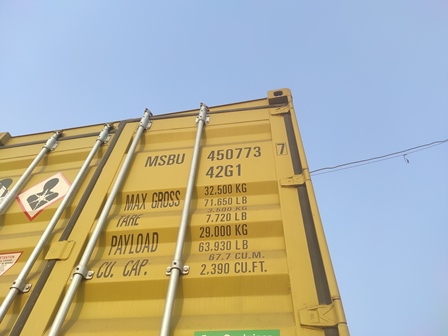 MSBU 450773 7
42G1
MAX GROSS 32.500 KG
71.650 LB
TARE 3.500 KG
7.720 LB
PAYLOAD 29.000 KG
63.930 LB
CU. CAP. 67.7 CU.M.
2.390 CU.FT.